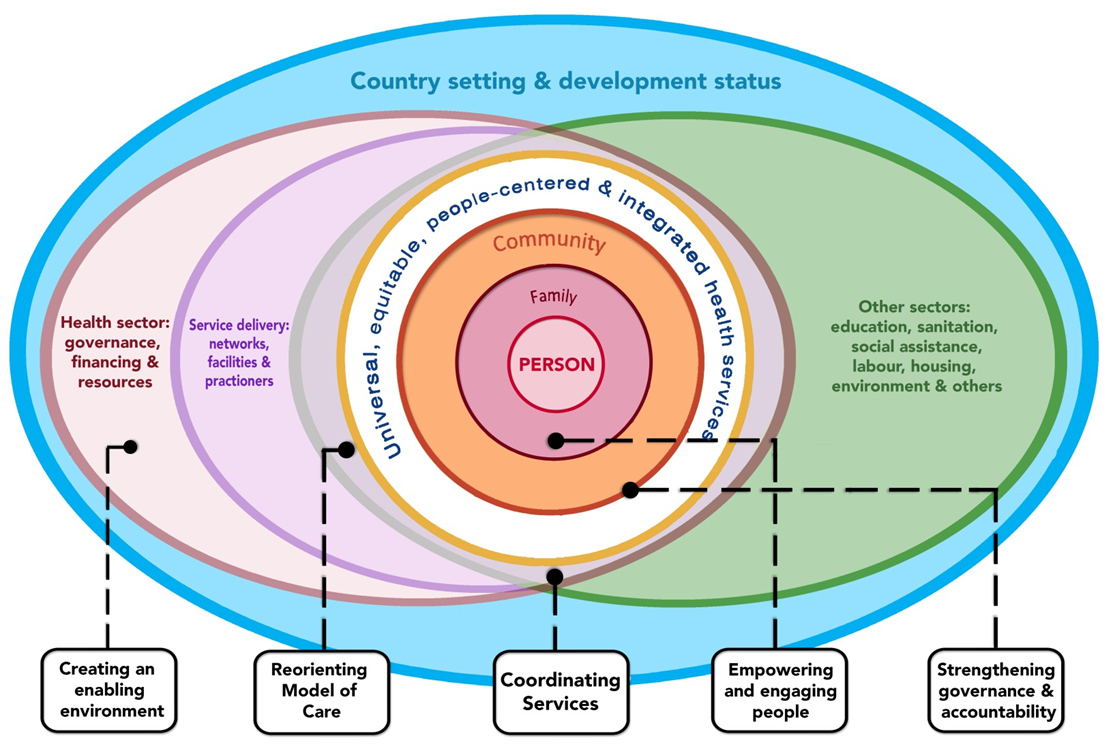 Country setting & development status
Universal, equitable, people-centered & integrated health services
Community
Family
PERSON
Health sector:
governance,
financing &
resources
Service delivery:
networks,
facilities &
practioners
Other sectors:
education, sanitation,
social assistance,
labour, housing,
environment & others
Creating an
enabling
environment
Reorienting
Model of
Care
Coordinating
Services
Empowering
and engaging
people
Strengthening
governance &
accountability